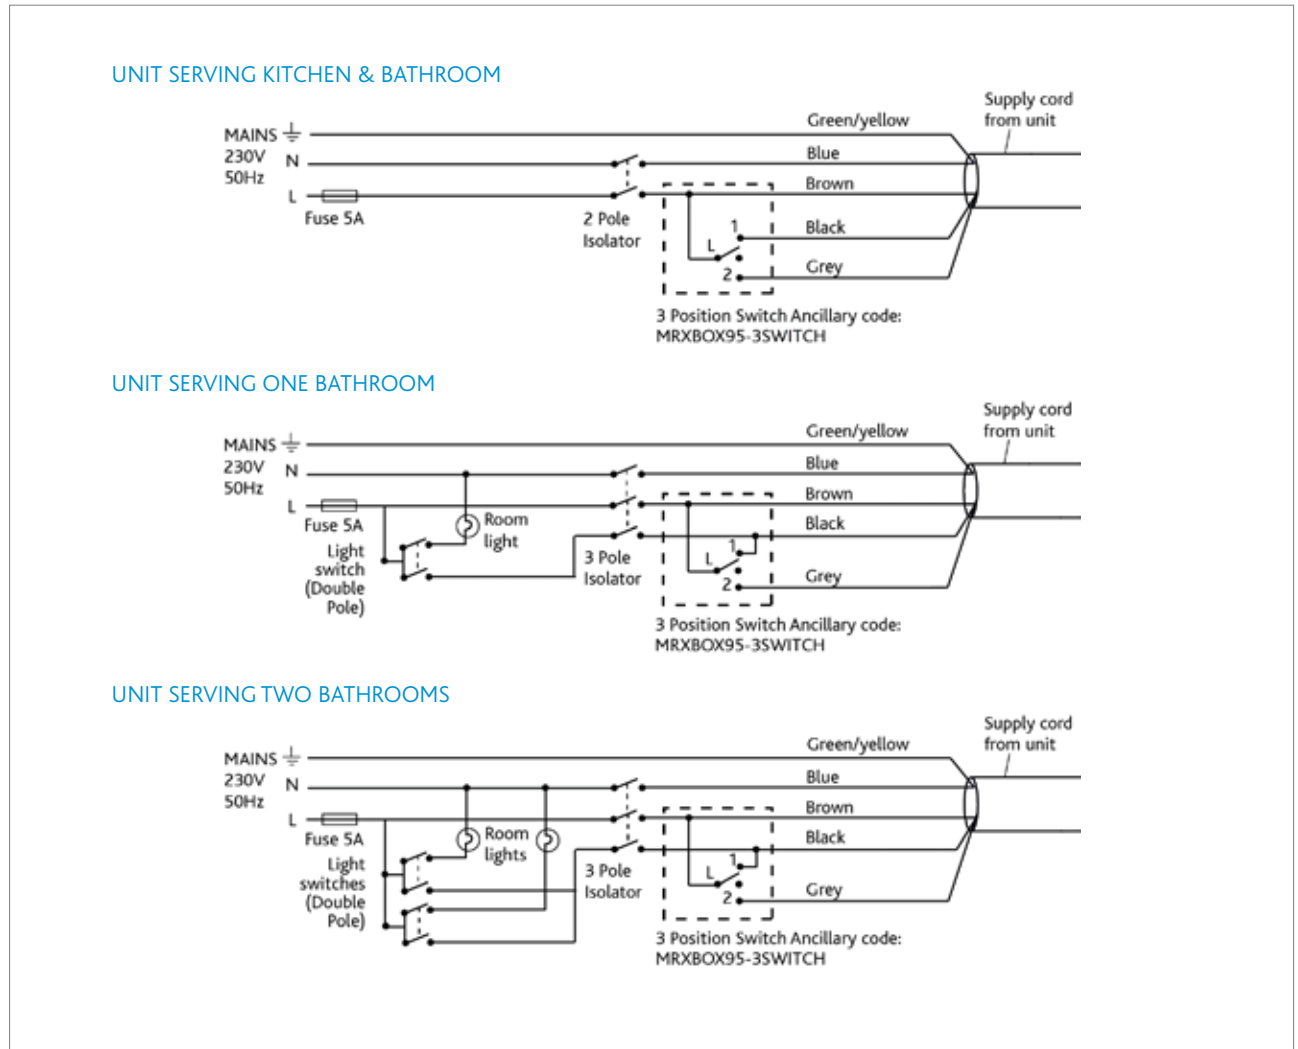 UNIT SERVING KITCHEN & BATHROOM
Supply cord
from unit
Green/yellow
MAINS
230V
50Hz
N
L
Blue
Brown
Fuse 5A
2 Pole
Isolator
1
L
2
Black
Grey
3 Position Switch Ancillary code:
MRXBOX95-3SWITCH
UNIT SERVING ONE BATHROOM
Supply cord
from unit
Green/yellow
MAINS
230V
50Hz
N
L
Blue
Brown
Black
Fuse 5A
Room
light
Light
switch
(Double
Pole)
3 Pole
Isolator
1
L
2
Grey
3 Position Switch Ancillary code:
MRXBOX95-3SWITCH
UNIT SERVING TWO BATHROOMS
Supply cord
from unit
Green/yellow
MAINS
230V
50Hz
N
L
Blue
Brown
Black
Fuse 5A
Room
lights
Light
switches
(Double
Pole)
3 Pole
Isolator
1
L
2
Grey
3 Position Switch Ancillary code:
MRXBOX95-3SWITCH